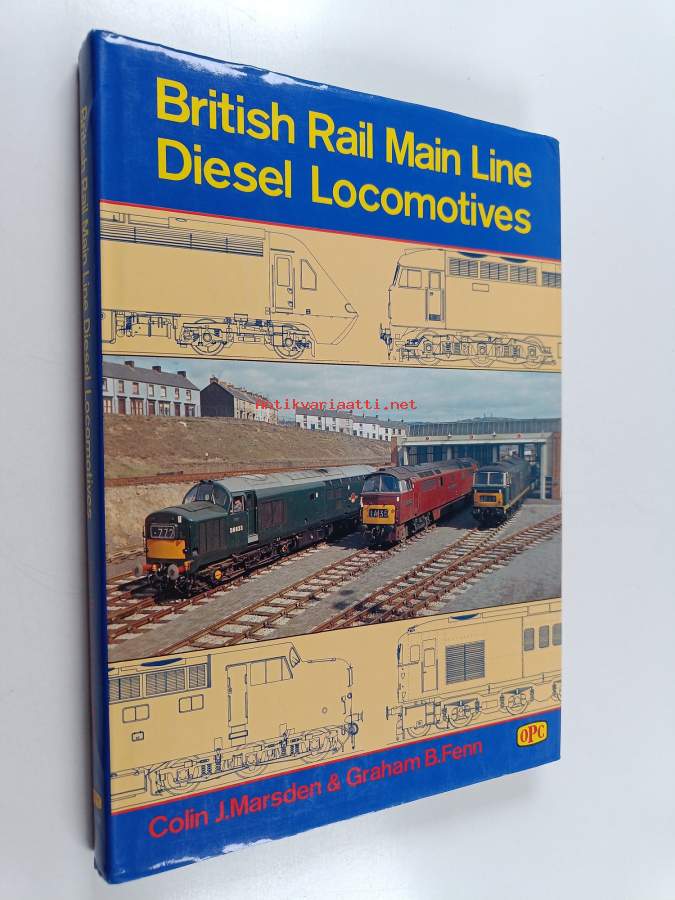 British Rail Main Line
Diesel Locomotives
British Rail Main Line Diesel Locomotives
antikvariaatti.net
OPC
Colin J.Marsden & Graham B.Fenn